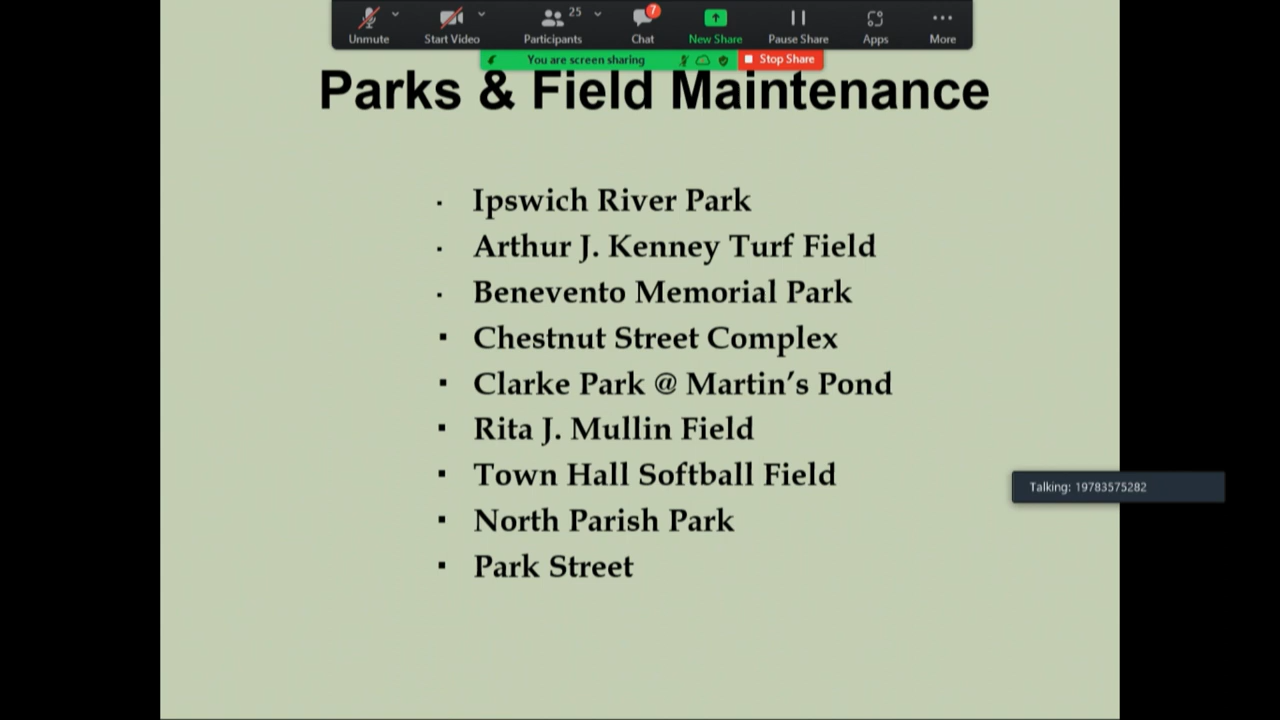 Unmute
Start Video
25
Participants
7
Chat
New Share
Pause Share
Apps
More
You are screen sharing
Stop Share
Parks & Field Maintenance
Ipswich River Park
Arthur J. Kenney Turf Field
Benevento Memorial Park
Chestnut Street Complex
Clarke Park @ Martin’s Pond
Rita J. Mullin Field
Town Hall Softball Field
Talking: 19783575282
North Parish Park
Park Street